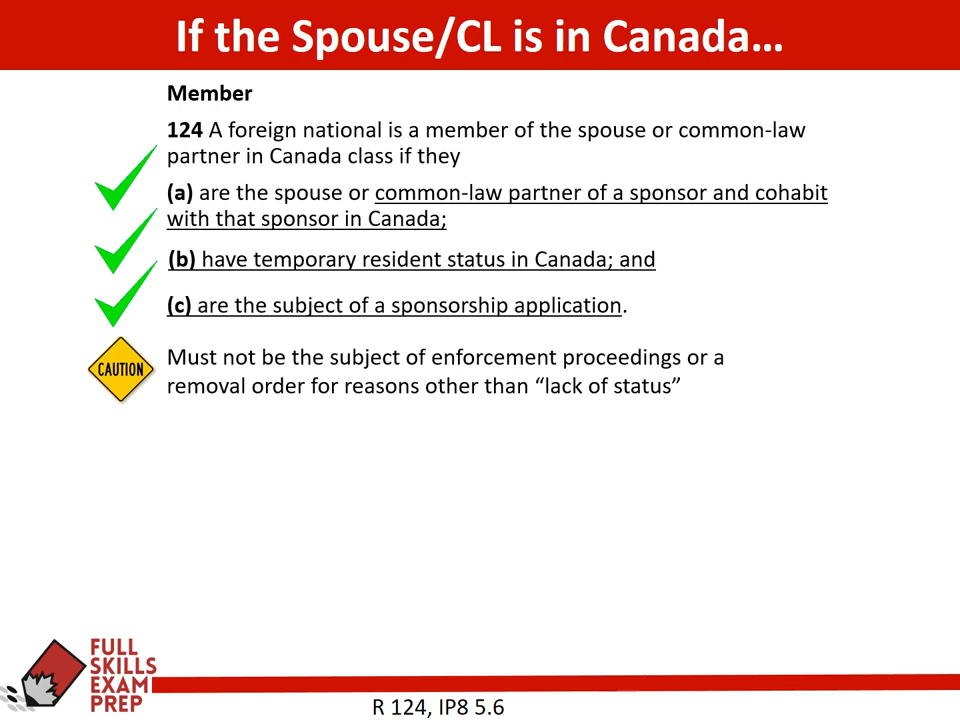 If the Spouse/CL is in Canada...
Member
124 A foreign national is a member of the spouse or common-law
partner in Canada class if they
(a) are the spouse or common-law partner of a sponsor and cohabit
with that sponsor in Canada;
(b) have temporary resident status in Canada; and
(c) are the subject of a sponsorship application.
CAUTION
Must not be the subject of enforcement proceedings or a
removal order for reasons other than “lack of status”
FULL
SKILLS
EXAM
PREP
R 124, IP8 5.6